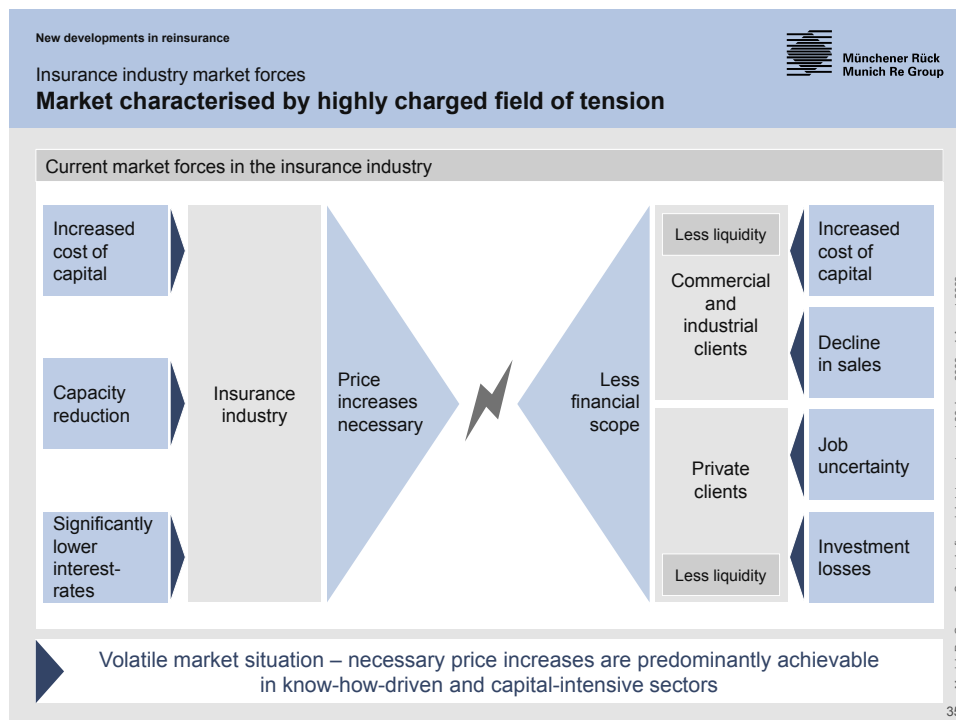 New developments in reinsurance
Insurance industry market forces
Market characterised by highly charged field of tension
Münchener Rück
Munich Re Group
Current market forces in the insurance industry
Increased
cost of
capital
Capacity
reduction
Significantly
lower
interest-
rates
Insurance
industry
Price
increases
necessary
Less
financial
scope
Less liquidity
Commercial
and
industrial
clients
Private
clients
Less liquidity
Increased
cost of
capital
Decline
in sales
Job
uncertainty
Investment
losses
Volatile market situation – necessary price increases are predominantly achievable
in know-how-driven and capital-intensive sectors
35